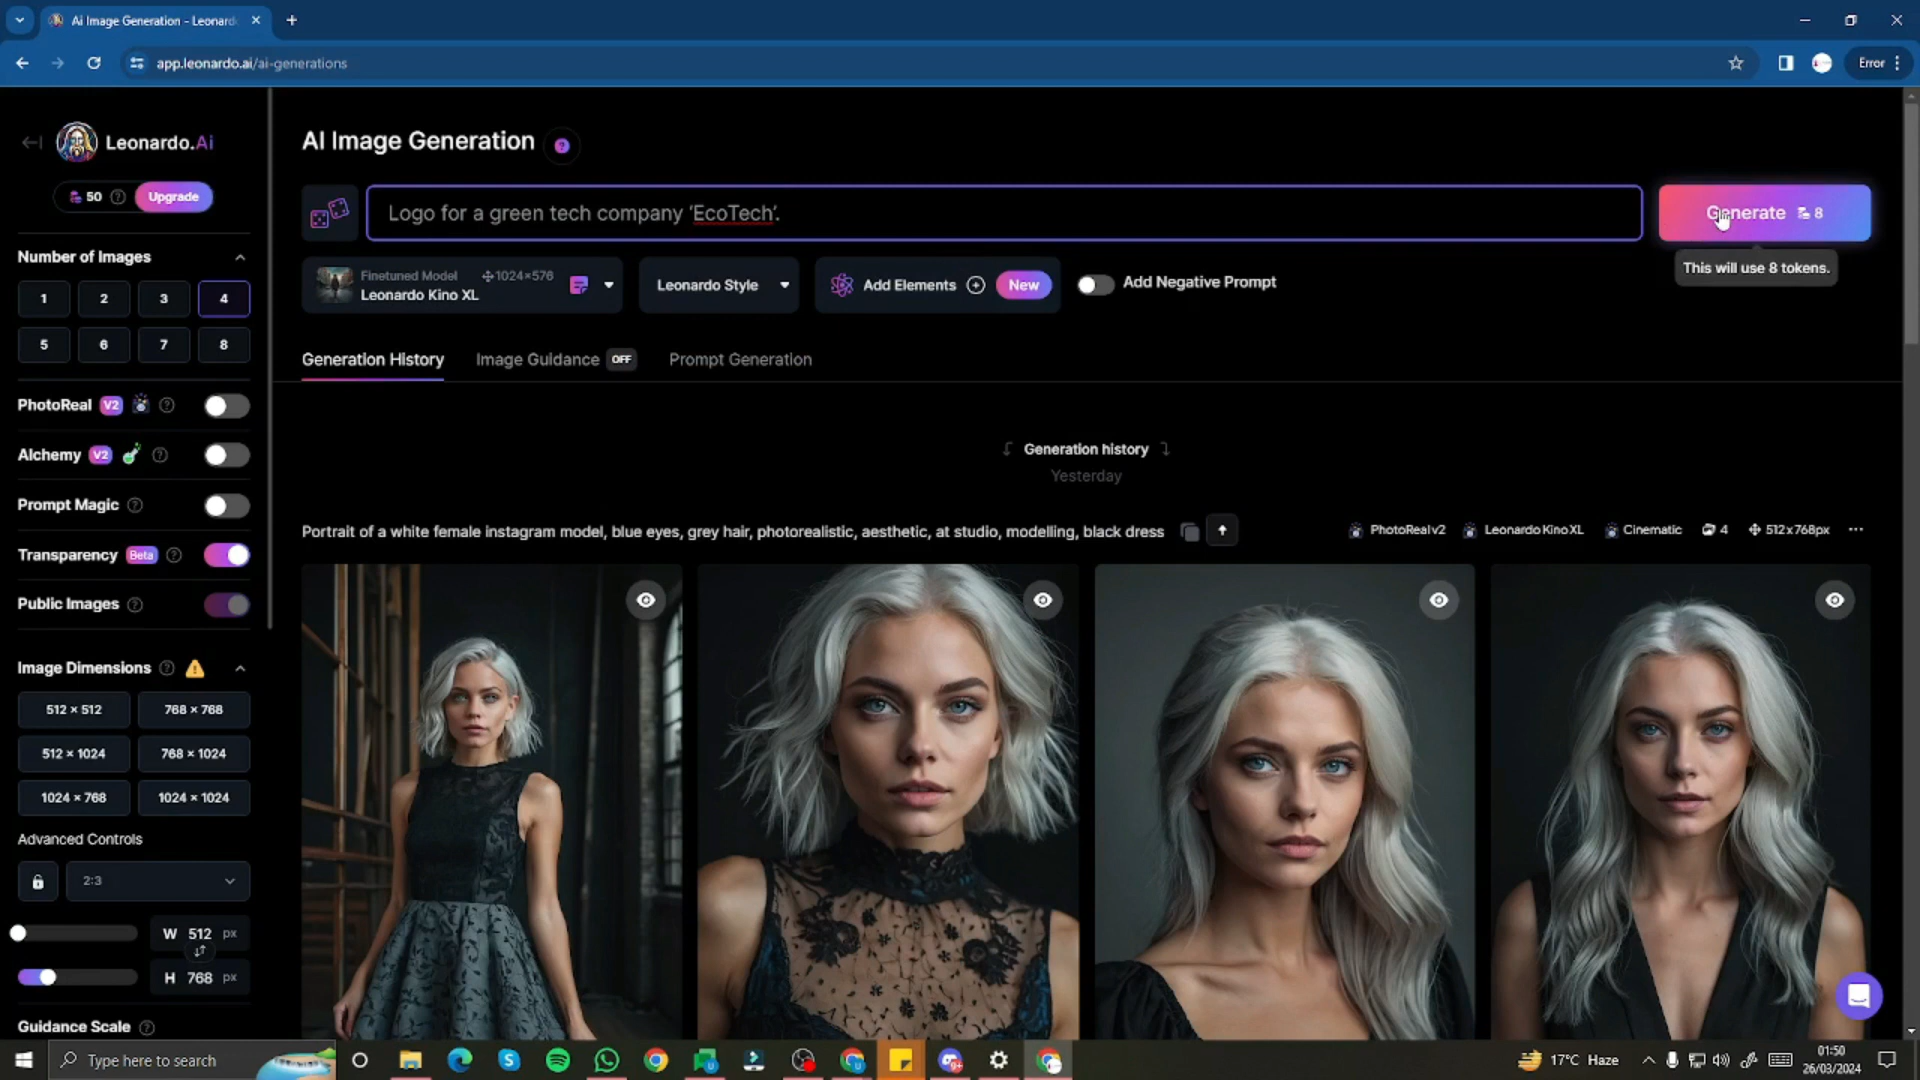 Ai Image Generation - Leonard
app.leonardo.ai/ai-generations
Error
Leonardo.Ai
50
Upgrade
AI Image Generation
Logo for a green tech company ‘EcoTech’.
Generate 8
This will use 8 tokens.
Number of Images
1 2 3 4
5 6 7 8
Finetuned Model 1024×576
Leonardo Kino XL
Leonardo Style
Add Elements New
Add Negative Prompt
Generation History Image Guidance OFF Prompt Generation
PhotoReal V2
Alchemy V2
Prompt Magic
Transparency Beta
Public Images
Generation history
Yesterday
Portrait of a white female instagram model, blue eyes, grey hair, photorealistic, aesthetic, at studio, modelling, black dress
PhotoReal v2 Leonardo Kino XL Cinematic 4 512x768px
Image Dimensions
512 × 512 768 × 768
512 × 1024 768 × 1024
1024 × 768 1024 × 1024
Advanced Controls
2:3
W 512 px
H 768 px
Guidance Scale
Type here to search
17°C Haze
01:50
26/03/2024